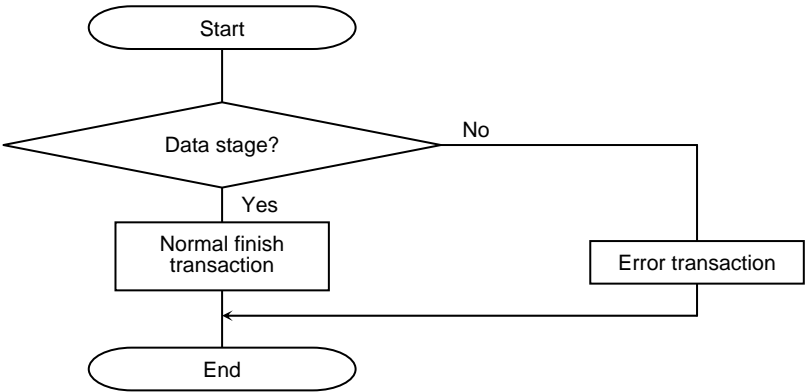 Start
Data stage?
No
Yes
Normal finish
transaction
Error transaction
End